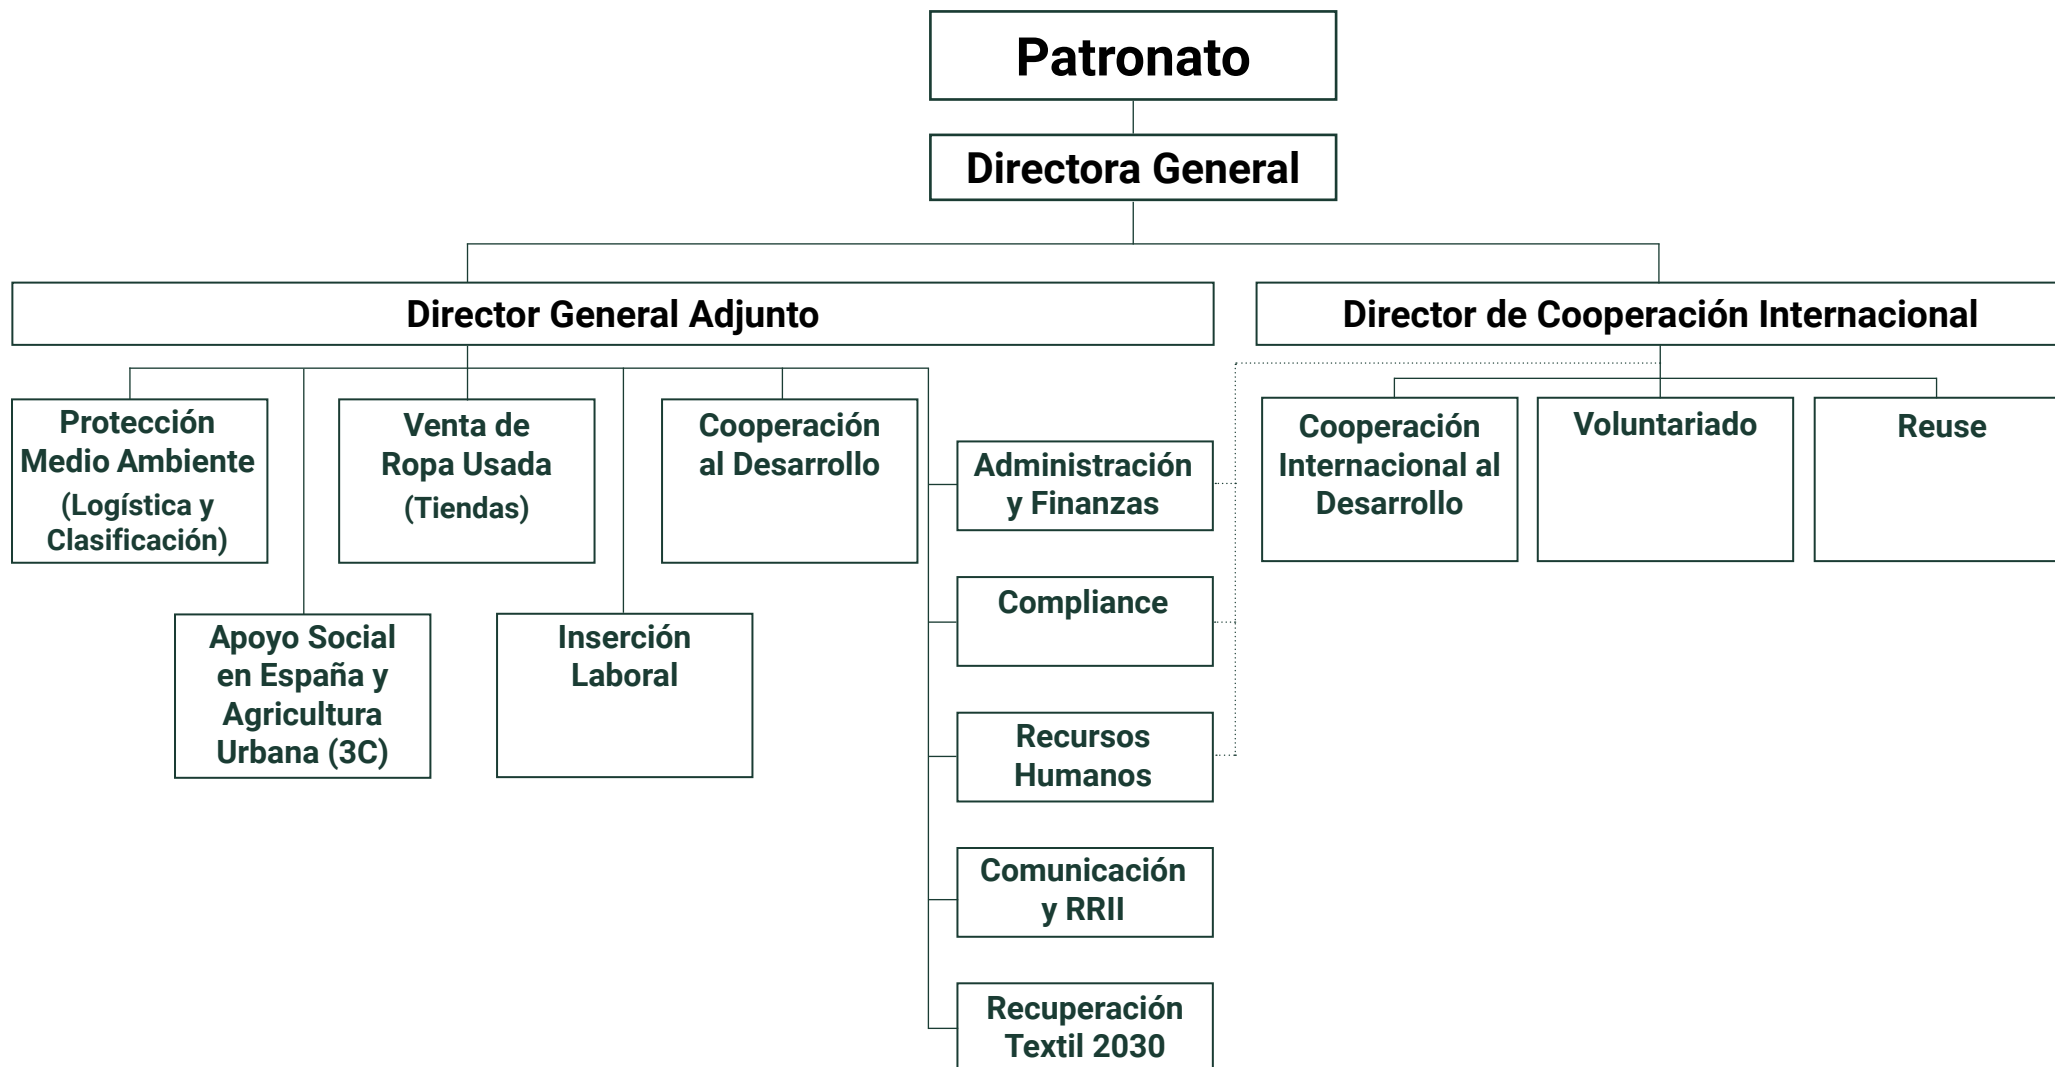 Patronato
Directora General
Director General Adjunto
Director de Cooperación Internacional
Protección
Medio Ambiente
(Logística y
Clasificación)
Venta de
Ropa Usada
(Tiendas)
Cooperación
al Desarrollo
Administración
y Finanzas
Cooperación
Internacional al
Desarrollo
Voluntariado
Reuse
Compliance
Apoyo Social
en España y
Agricultura
Urbana (3C)
Inserción
Laboral
Recursos
Humanos
Comunicación
y RRII
Recuperación
Textil 2030